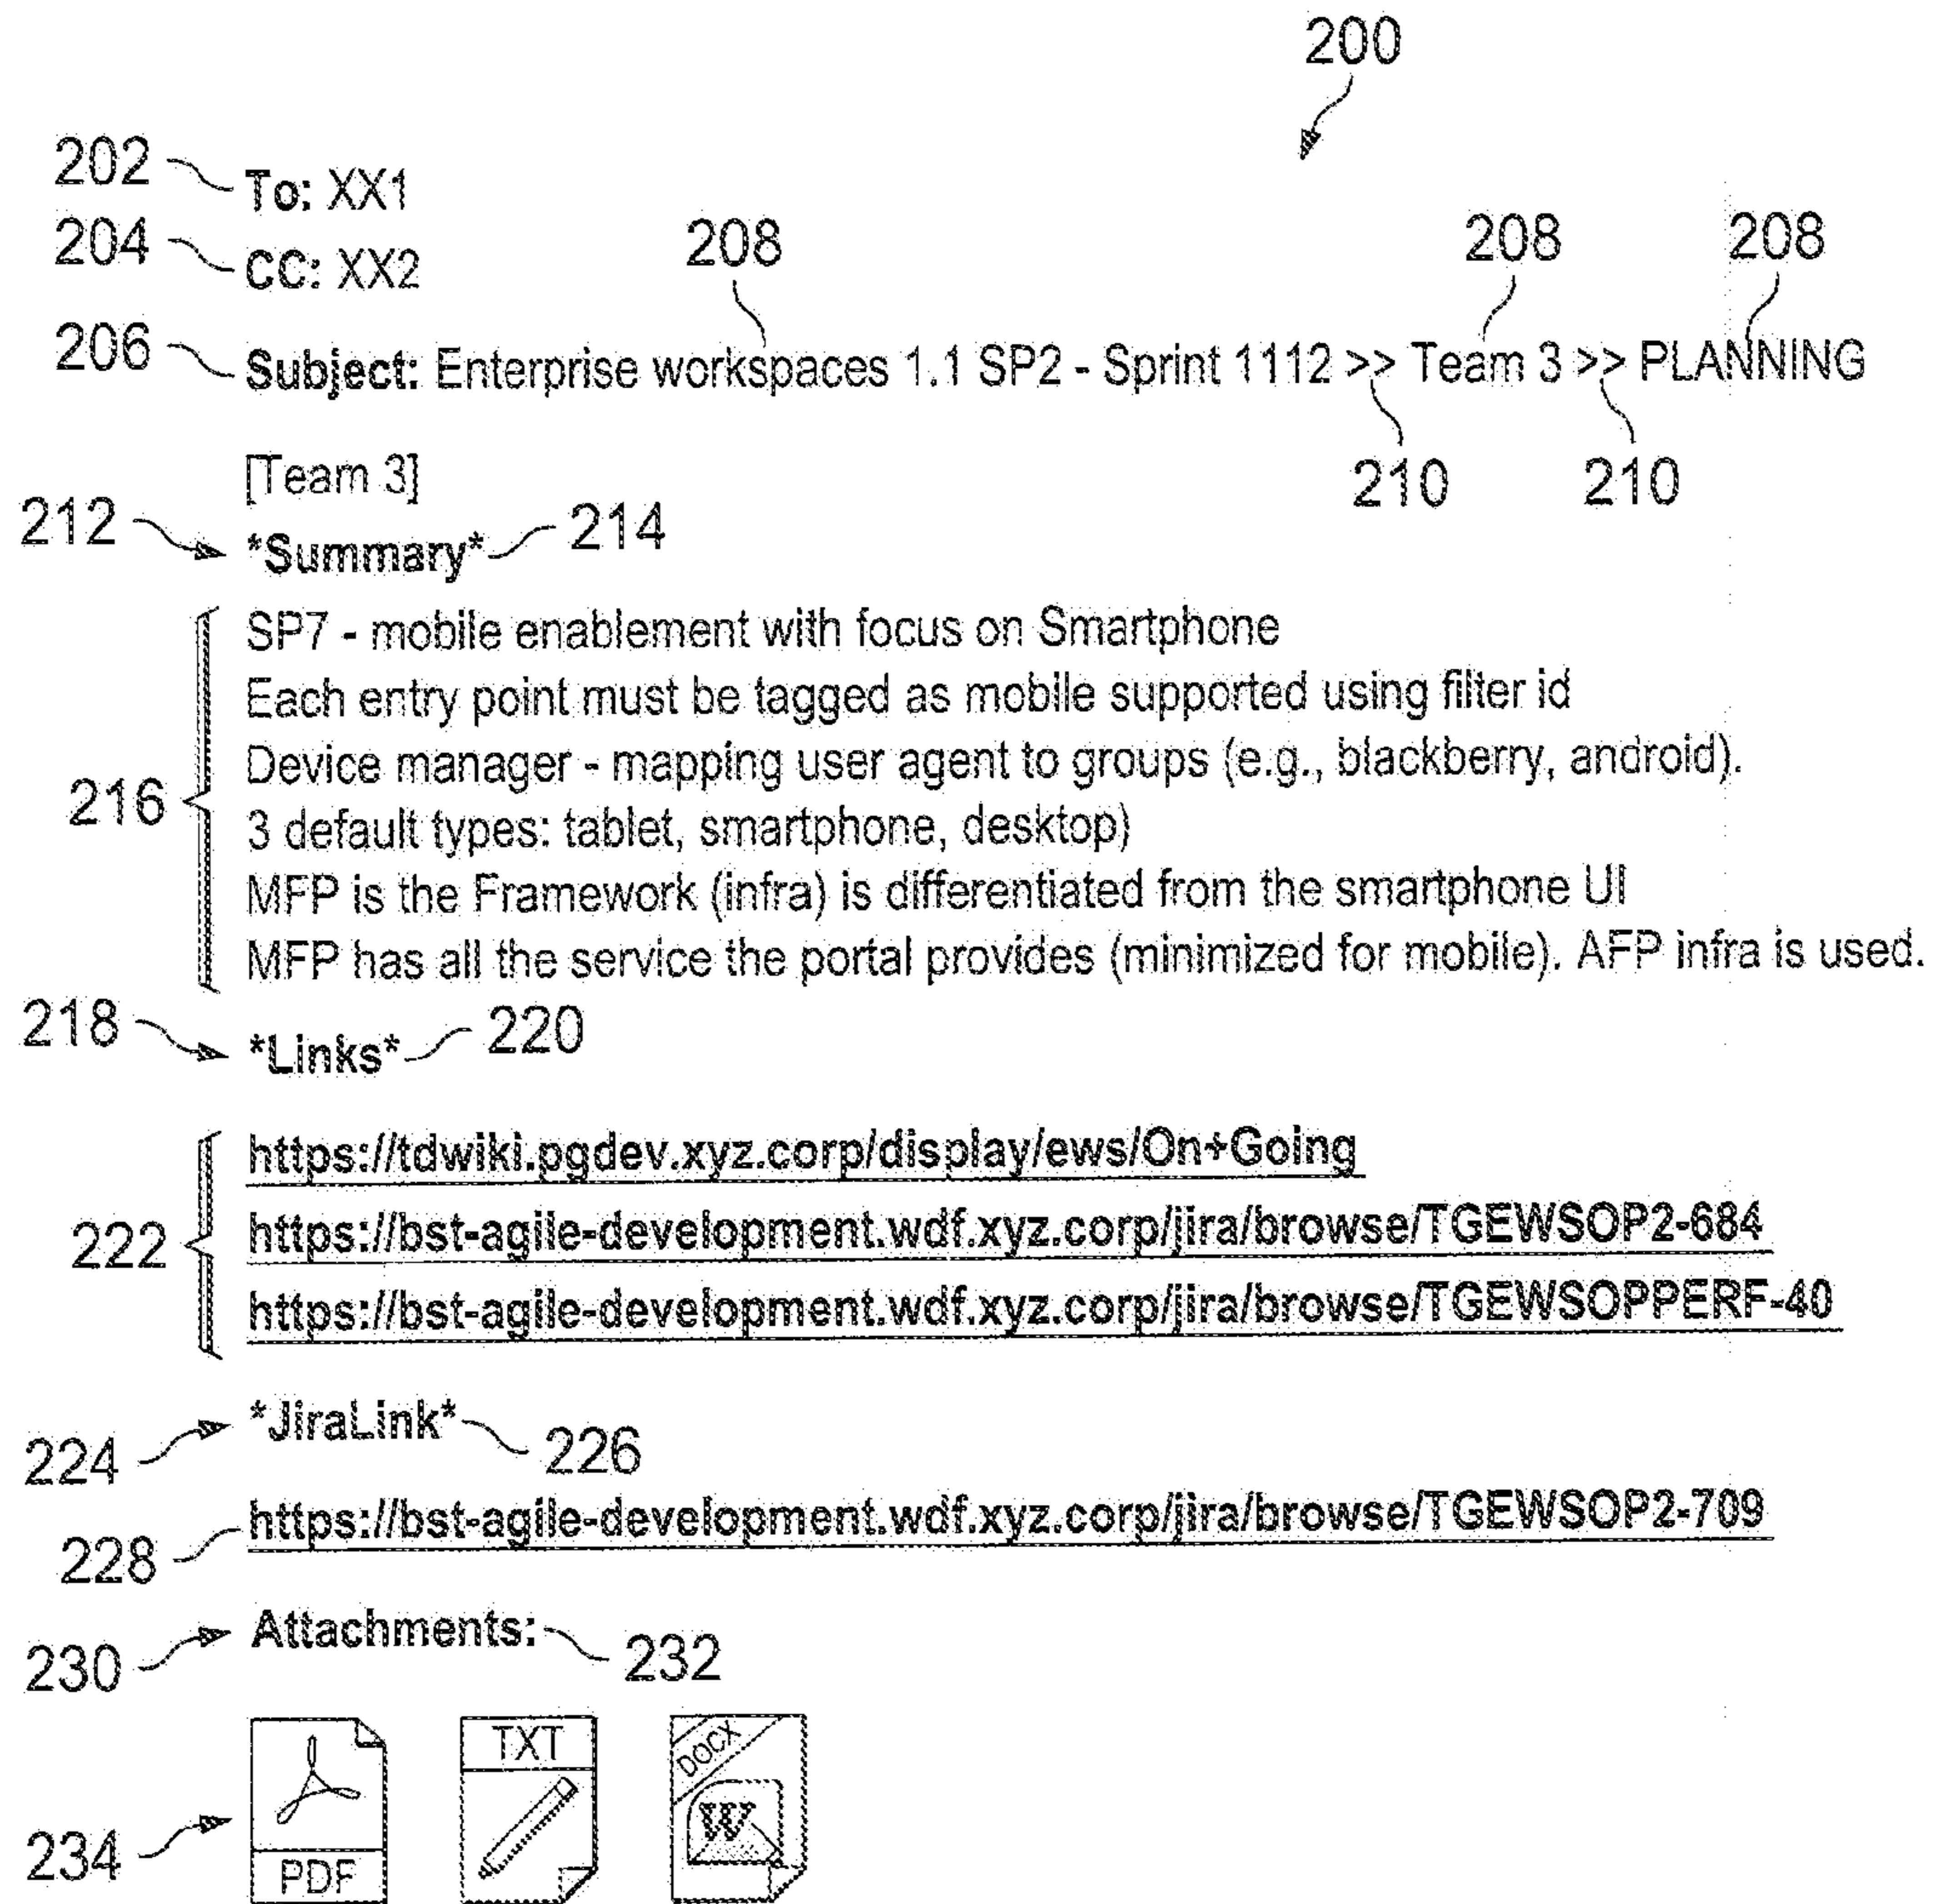 200
202 To: XX1
204 CC: XX2
208 208 208
206 Subject: Enterprise workspaces 1.1 SP2 - Sprint 1112 >> Team 3 >> PLANNING
[Team 3]
210 210
212 *Summary* 214
SP7 - mobile enablement with focus on Smartphone
Each entry point must be tagged as mobile supported using filter id
Device manager - mapping user agent to groups (e.g., blackberry, android).
216
3 default types: tablet, smartphone, desktop)
MFP is the Framework (infra) is differentiated from the smartphone UI
MFP has all the service the portal provides (minimized for mobile). AFP infra is used.
218 *Links* 220
https://tdwiki.pgdev.xyz.corp/display/ews/On+Going
222 https://bst-agile-development.wdf.xyz.corp/jira/browse/TGEWSOP2-684
https://bst-agile-development.wdf.xyz.corp/jira/browse/TGEWSOPPERF-40
224 *JiraLink* 226
228 https://bst-agile-development.wdf.xyz.corp/jira/browse/TGEWSOP2-709
230 Attachments: 232
TXT DOCX
W
234 PDF